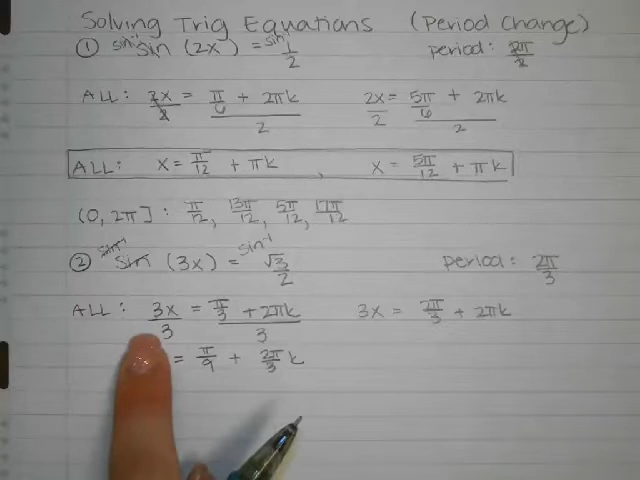 Solving Trig Equations (Period Change)
① sin⁻¹ sin (2x) = sin⁻¹ 1/2 period: 2π/2
ALL: 2x/2 = (π/6 + 2πk)/2 2x/2 = (5π/6 + 2πk)/2
ALL: x = π/12 + πk , x = 5π/12 + πk
(0, 2π] : π/12, 13π/12, 5π/12, 17π/12
② sin⁻¹ sin (3x) = sin⁻¹ √3/2 period: 2π/3
ALL: 3x/3 = (π/3 + 2πk)/3 3x = 2π/3 + 2πk
= π/9 + 2π/3 k